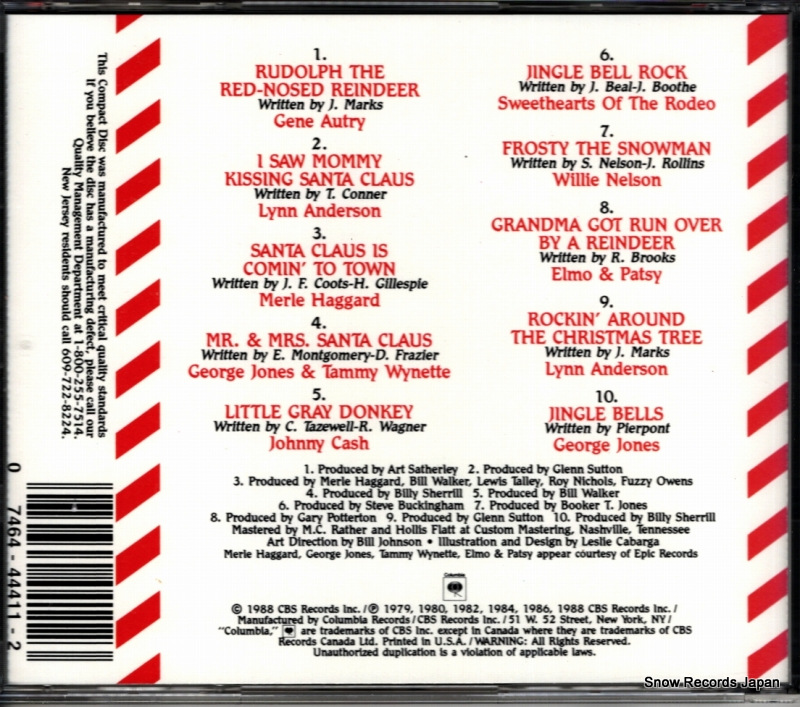 This Compact Disc was manufactured to meet critical quality standards
If you believe the disc has a manufacturing defect, please call our
Quality Management Department at 1-800-255-7514.
New Jersey residents should call 609-722-8224.
0 7464-44411-2
1.
RUDOLPH THE
RED-NOSED REINDEER
Written by J. Marks
Gene Autry
2.
I SAW MOMMY
KISSING SANTA CLAUS
Written by T. Conner
Lynn Anderson
3.
SANTA CLAUS IS
COMIN' TO TOWN
Written by J. F. Coots-H. Gillespie
Merle Haggard
4.
MR. & MRS. SANTA CLAUS
Written by E. Montgomery-D. Frazier
George Jones & Tammy Wynette
5.
LITTLE GRAY DONKEY
Written by C. Tazewell-R. Wagner
Johnny Cash
6.
JINGLE BELL ROCK
Written by J. Beal-J. Boothe
Sweethearts Of The Rodeo
7.
FROSTY THE SNOWMAN
Written by S. Nelson-J. Rollins
Willie Nelson
8.
GRANDMA GOT RUN OVER
BY A REINDEER
Written by R. Brooks
Elmo & Patsy
9.
ROCKIN' AROUND
THE CHRISTMAS TREE
Written by J. Marks
Lynn Anderson
10.
JINGLE BELLS
Written by Pierpont
George Jones
1. Produced by Art Satherley 2. Produced by Glenn Sutton
3. Produced by Merle Haggard, Bill Walker, Lewis Talley, Roy Nichols, Fuzzy Owens
4. Produced by Billy Sherrill 5. Produced by Bill Walker
6. Produced by Steve Buckingham 7. Produced by Booker T. Jones
8. Produced by Gary Potterton 9. Produced by Glenn Sutton 10. Produced by Billy Sherrill
Mastered by M.C. Rather and Hollis Flatt at Custom Mastering, Nashville, Tennessee
Art Direction by Bill Johnson • Illustration and Design by Leslie Cabarga
Merle Haggard, George Jones, Tammy Wynette, Elmo & Patsy appear courtesy of Epic Records
Columbia
© 1988 CBS Records Inc./℗ 1979, 1980, 1982, 1984, 1986, 1988 CBS Records Inc./
Manufactured by Columbia Records/CBS Records Inc./51 W. 52 Street, New York, NY/
"Columbia," are trademarks of CBS Inc. except in Canada where they are trademarks of CBS
Records Canada Ltd. Printed in U.S.A./WARNING: All Rights Reserved.
Unauthorized duplication is a violation of applicable laws.
Snow Records Japan